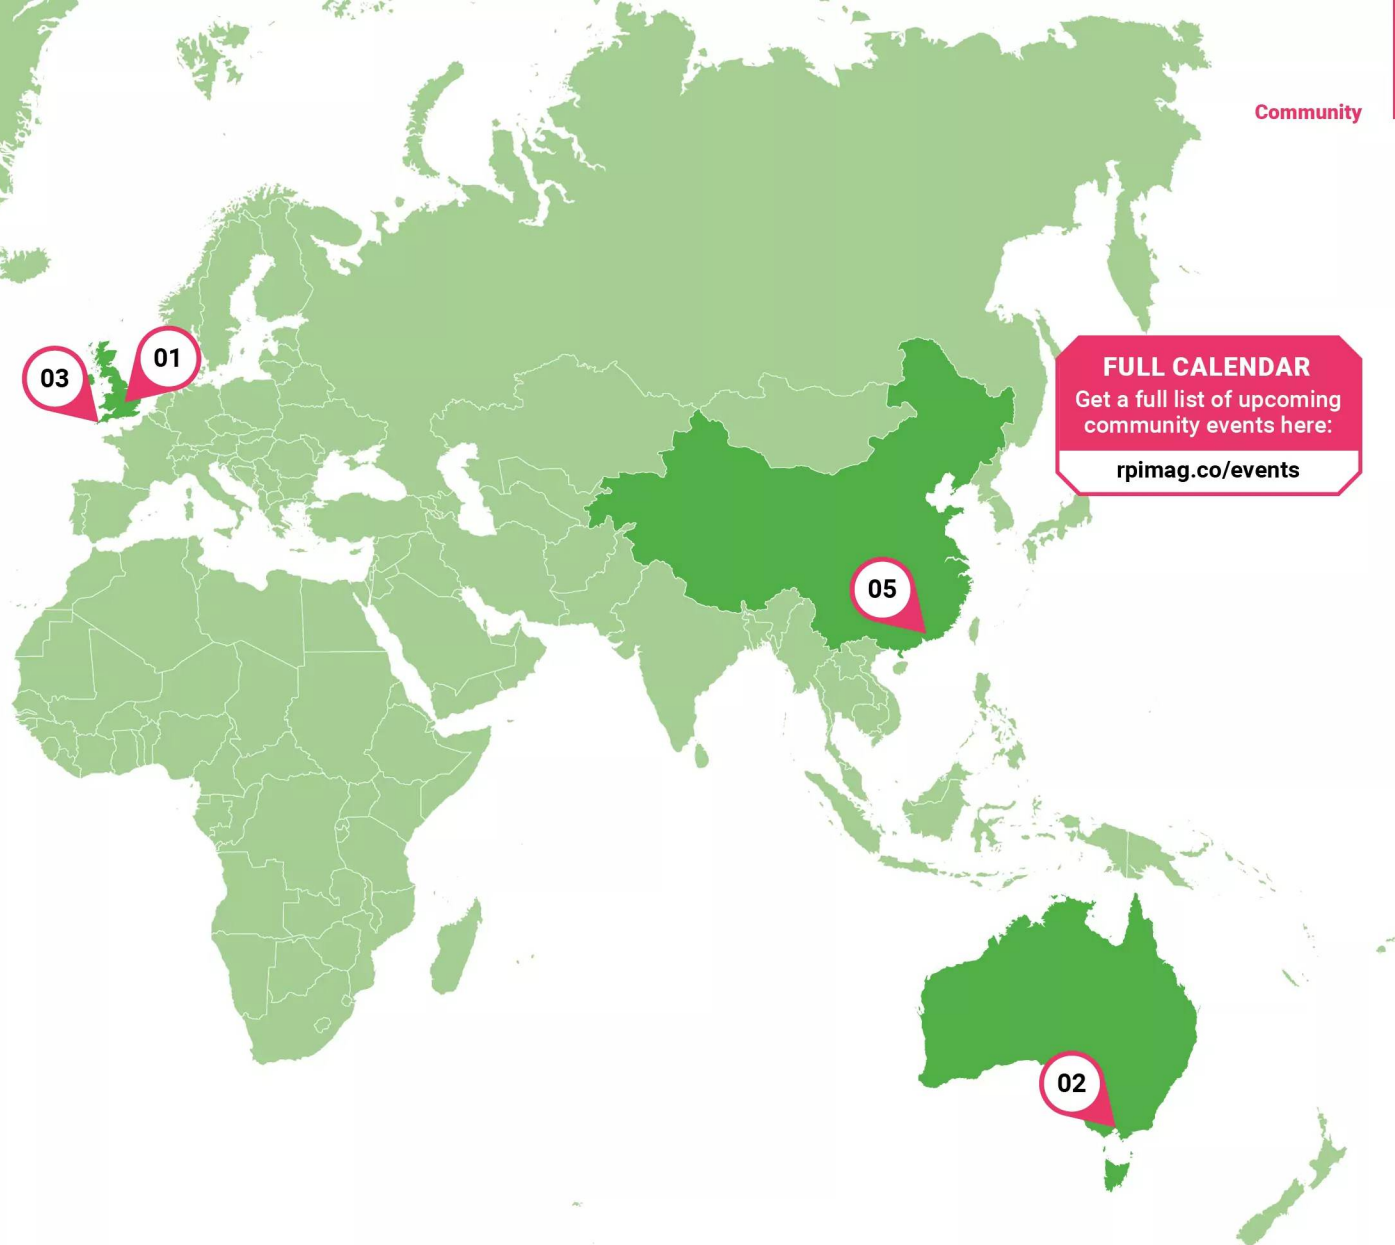 Community
01
03
FULL CALENDAR
Get a full list of upcoming
community events here:
rpimag.co/events
05
02